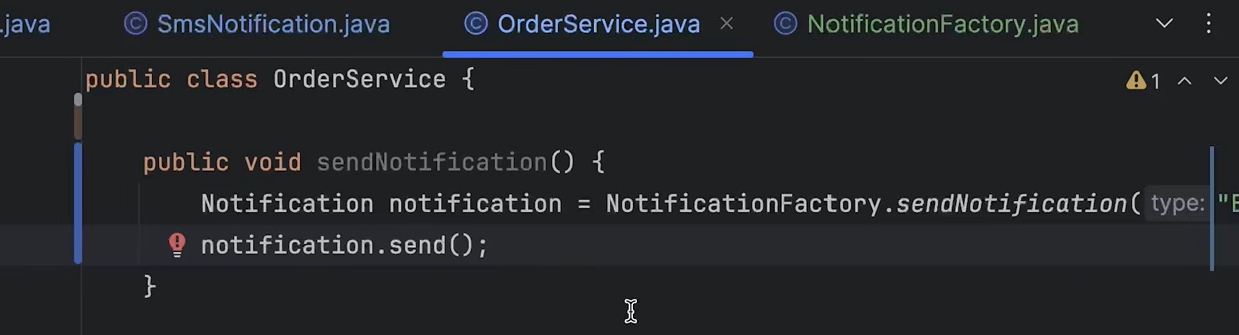 .java SmsNotification.java OrderService.java NotificationFactory.java
public class OrderService { 1
public void sendNotification() {
Notification notification = NotificationFactory.sendNotification( type: "E
notification.send();
}